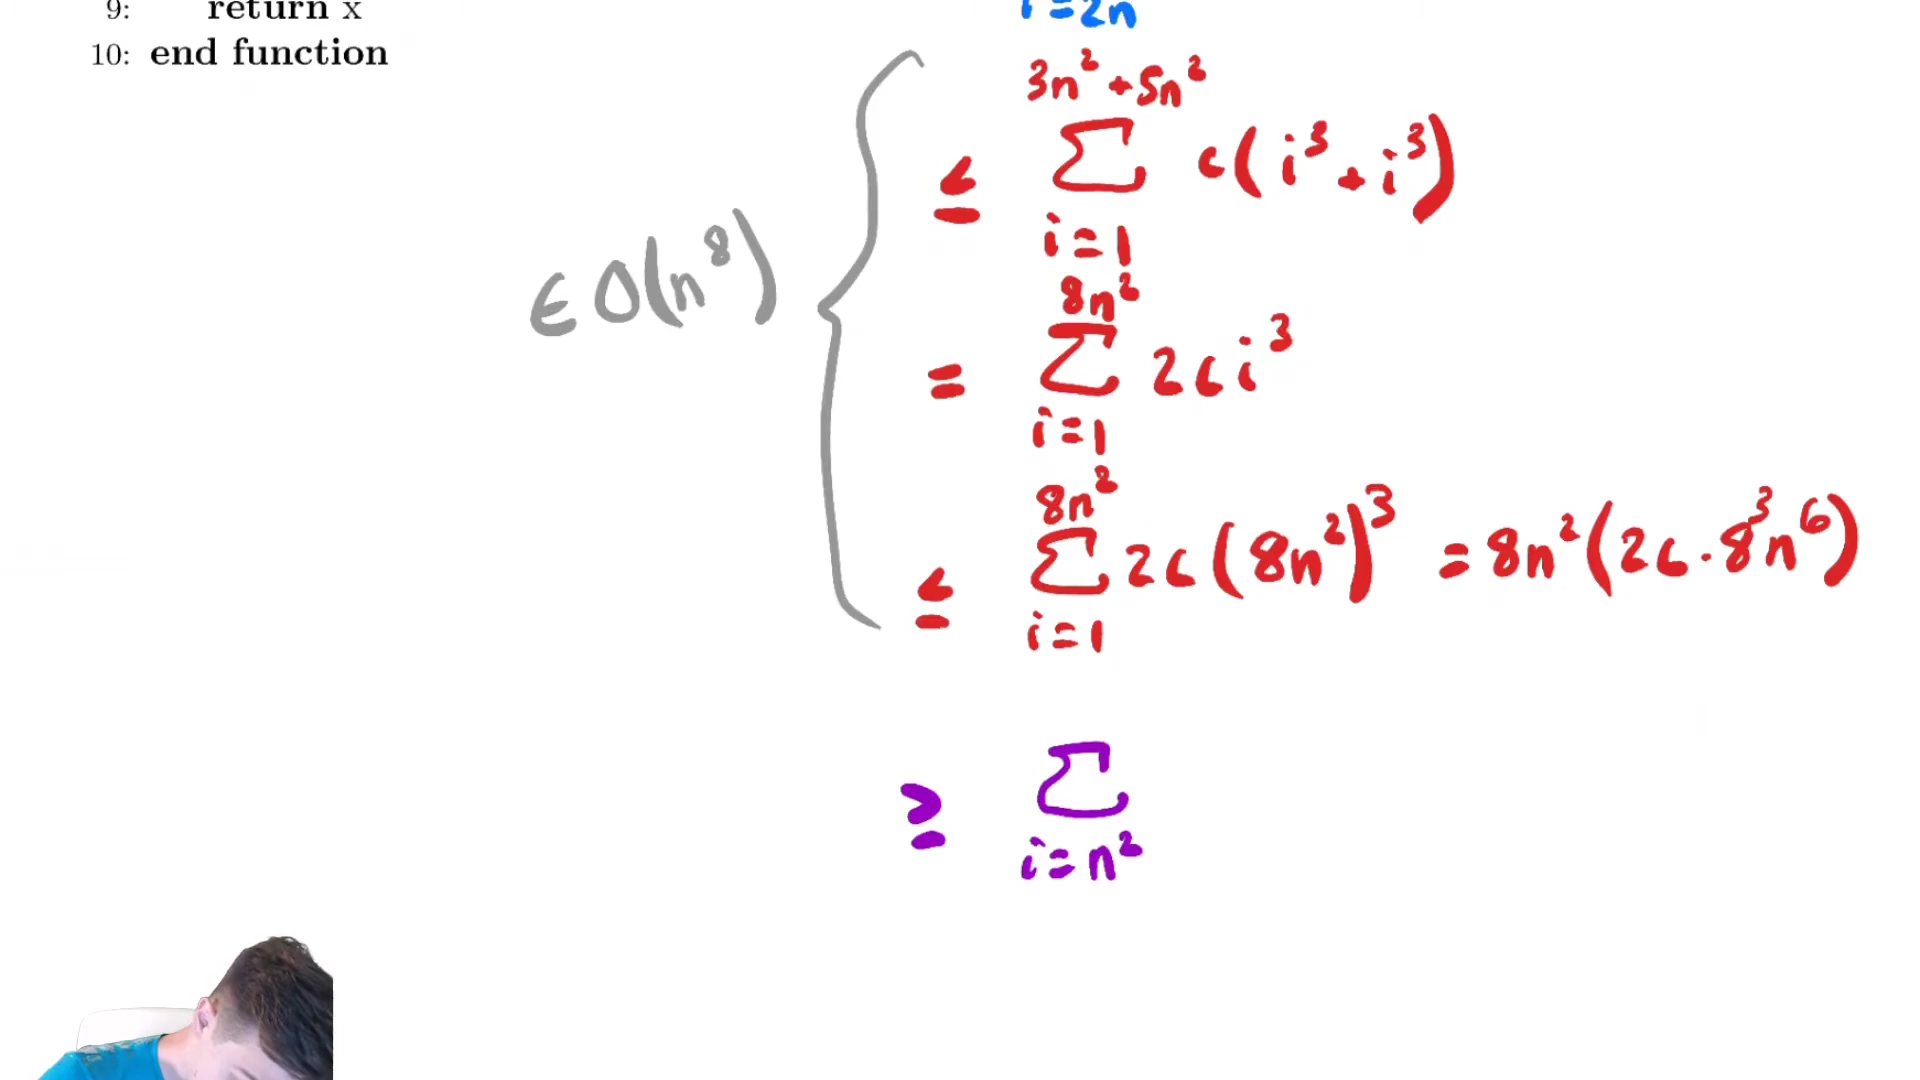 9: return x
10: end function
i=2n
3n²+5n²
≤ Σ c(i³+i³)
i=1
∈ O(n⁸)
8n²
= Σ 2ci³
i=1
8n²
≤ Σ 2c(8n²)³ = 8n²(2c·8³n⁶)
i=1
≥ Σ
i=n²